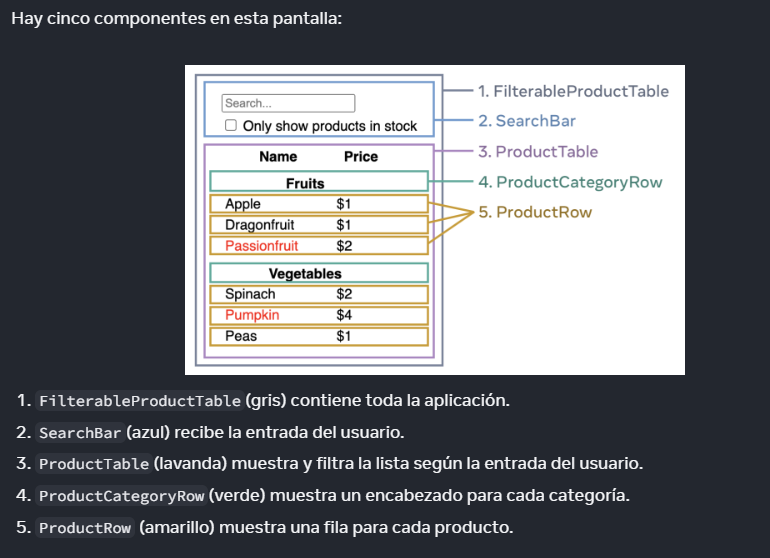 Hay cinco componentes en esta pantalla:
Search...
Only show products in stock
Name Price
Fruits
Apple $1
Dragonfruit $1
Passionfruit $2
Vegetables
Spinach $2
Pumpkin $4
Peas $1
1. FilterableProductTable
2. SearchBar
3. ProductTable
4. ProductCategoryRow
5. ProductRow
1. FilterableProductTable (gris) contiene toda la aplicación.
2. SearchBar (azul) recibe la entrada del usuario.
3. ProductTable (lavanda) muestra y filtra la lista según la entrada del usuario.
4. ProductCategoryRow (verde) muestra un encabezado para cada categoría.
5. ProductRow (amarillo) muestra una fila para cada producto.